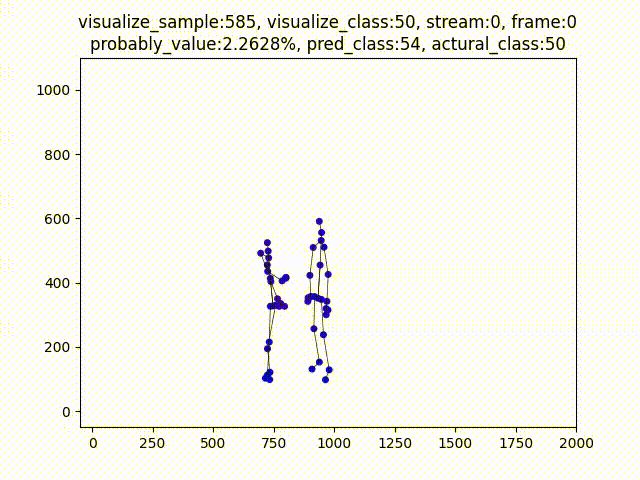 visualize_sample:585, visualize_class:50, stream:0, frame:0
probably_value:2.2628%, pred_class:54, actural_class:50
1000
800
600
400
200
0
0 250 500 750 1000 1250 1500 1750 2000